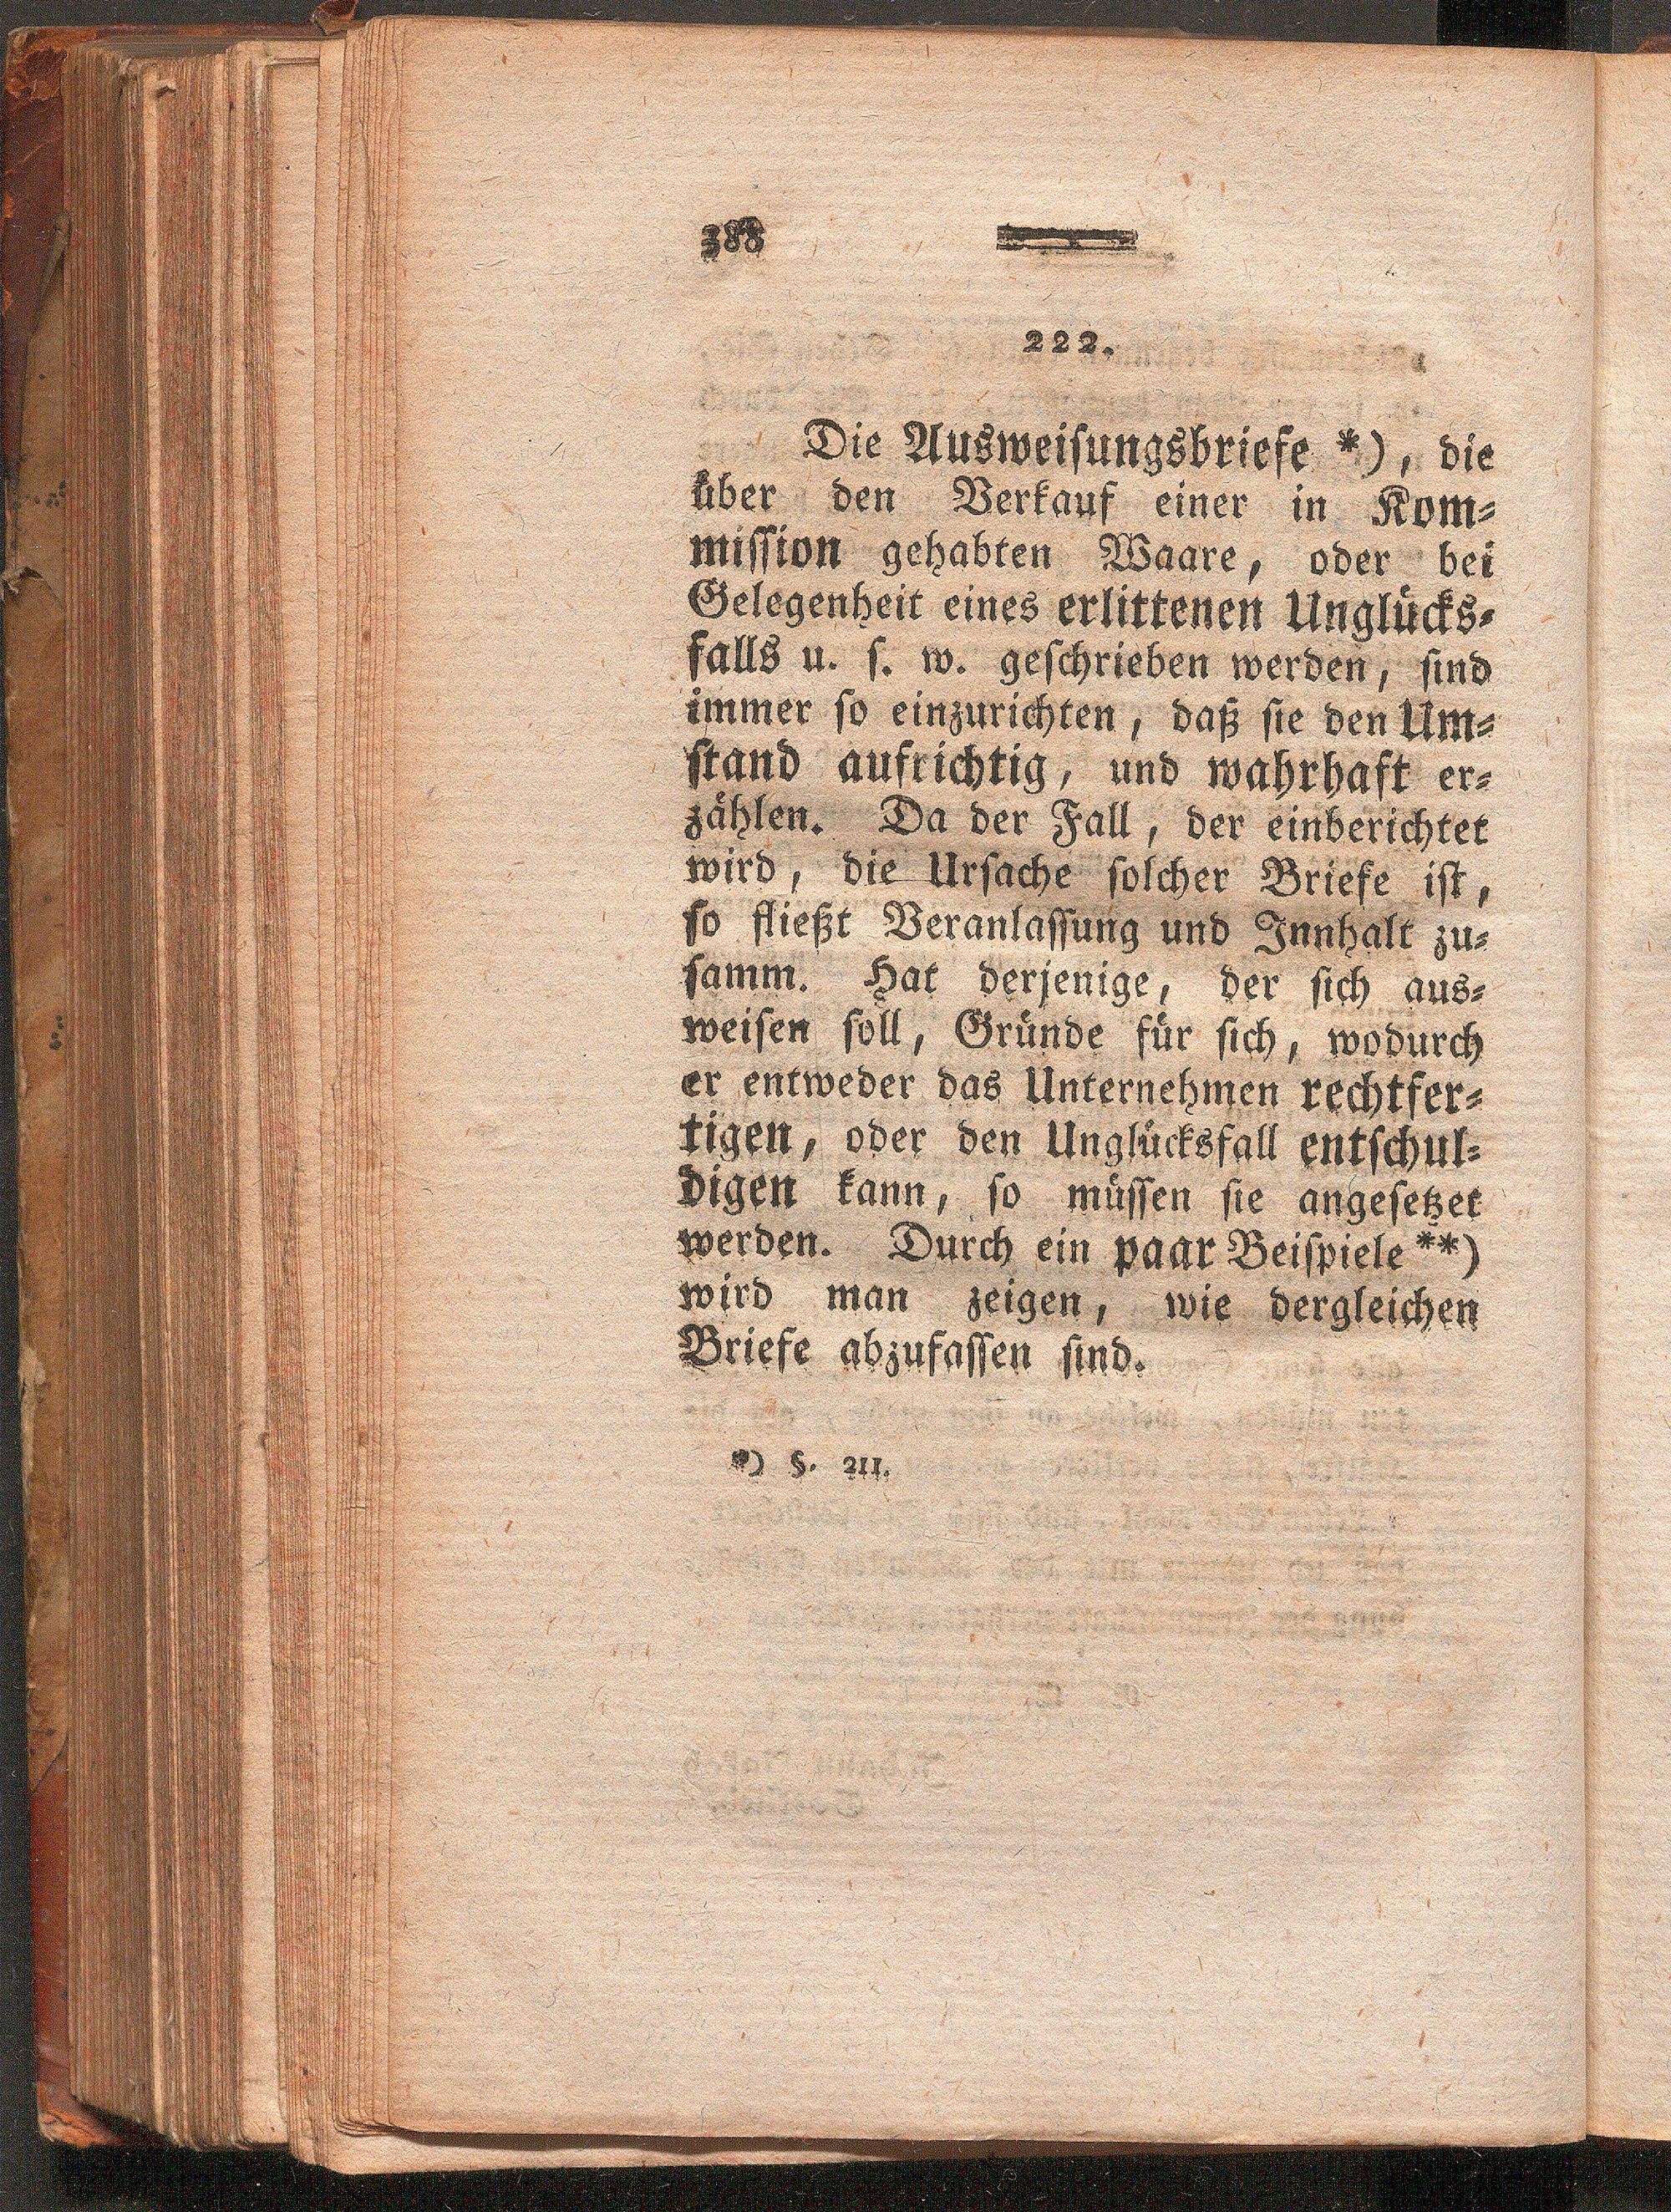 388
222.
Die Ausweisungsbriefe *), die
über den Verkauf einer in Kom-
mission gehabten Waare, oder bei
Gelegenheit eines erlittenen Unglücks-
falls u. s. w. geschrieben werden, sind
immer so einzurichten, daß sie den Um-
stand aufrichtig, und wahrhaft er-
zählen. Da der Fall, der einberichtet
wird, die Ursache solcher Briefe ist,
so fließt Veranlassung und Innhalt zu-
samm. Hat derjenige, der sich aus-
weisen soll, Gründe für sich, wodurch
er entweder das Unternehmen rechtfer-
tigen, oder den Unglücksfall entschul-
digen kann, so müssen sie angesetzet
werden. Durch ein paar Beispiele **)
wird man zeigen, wie dergleichen
Briefe abzufassen sind.
*) §. 211.